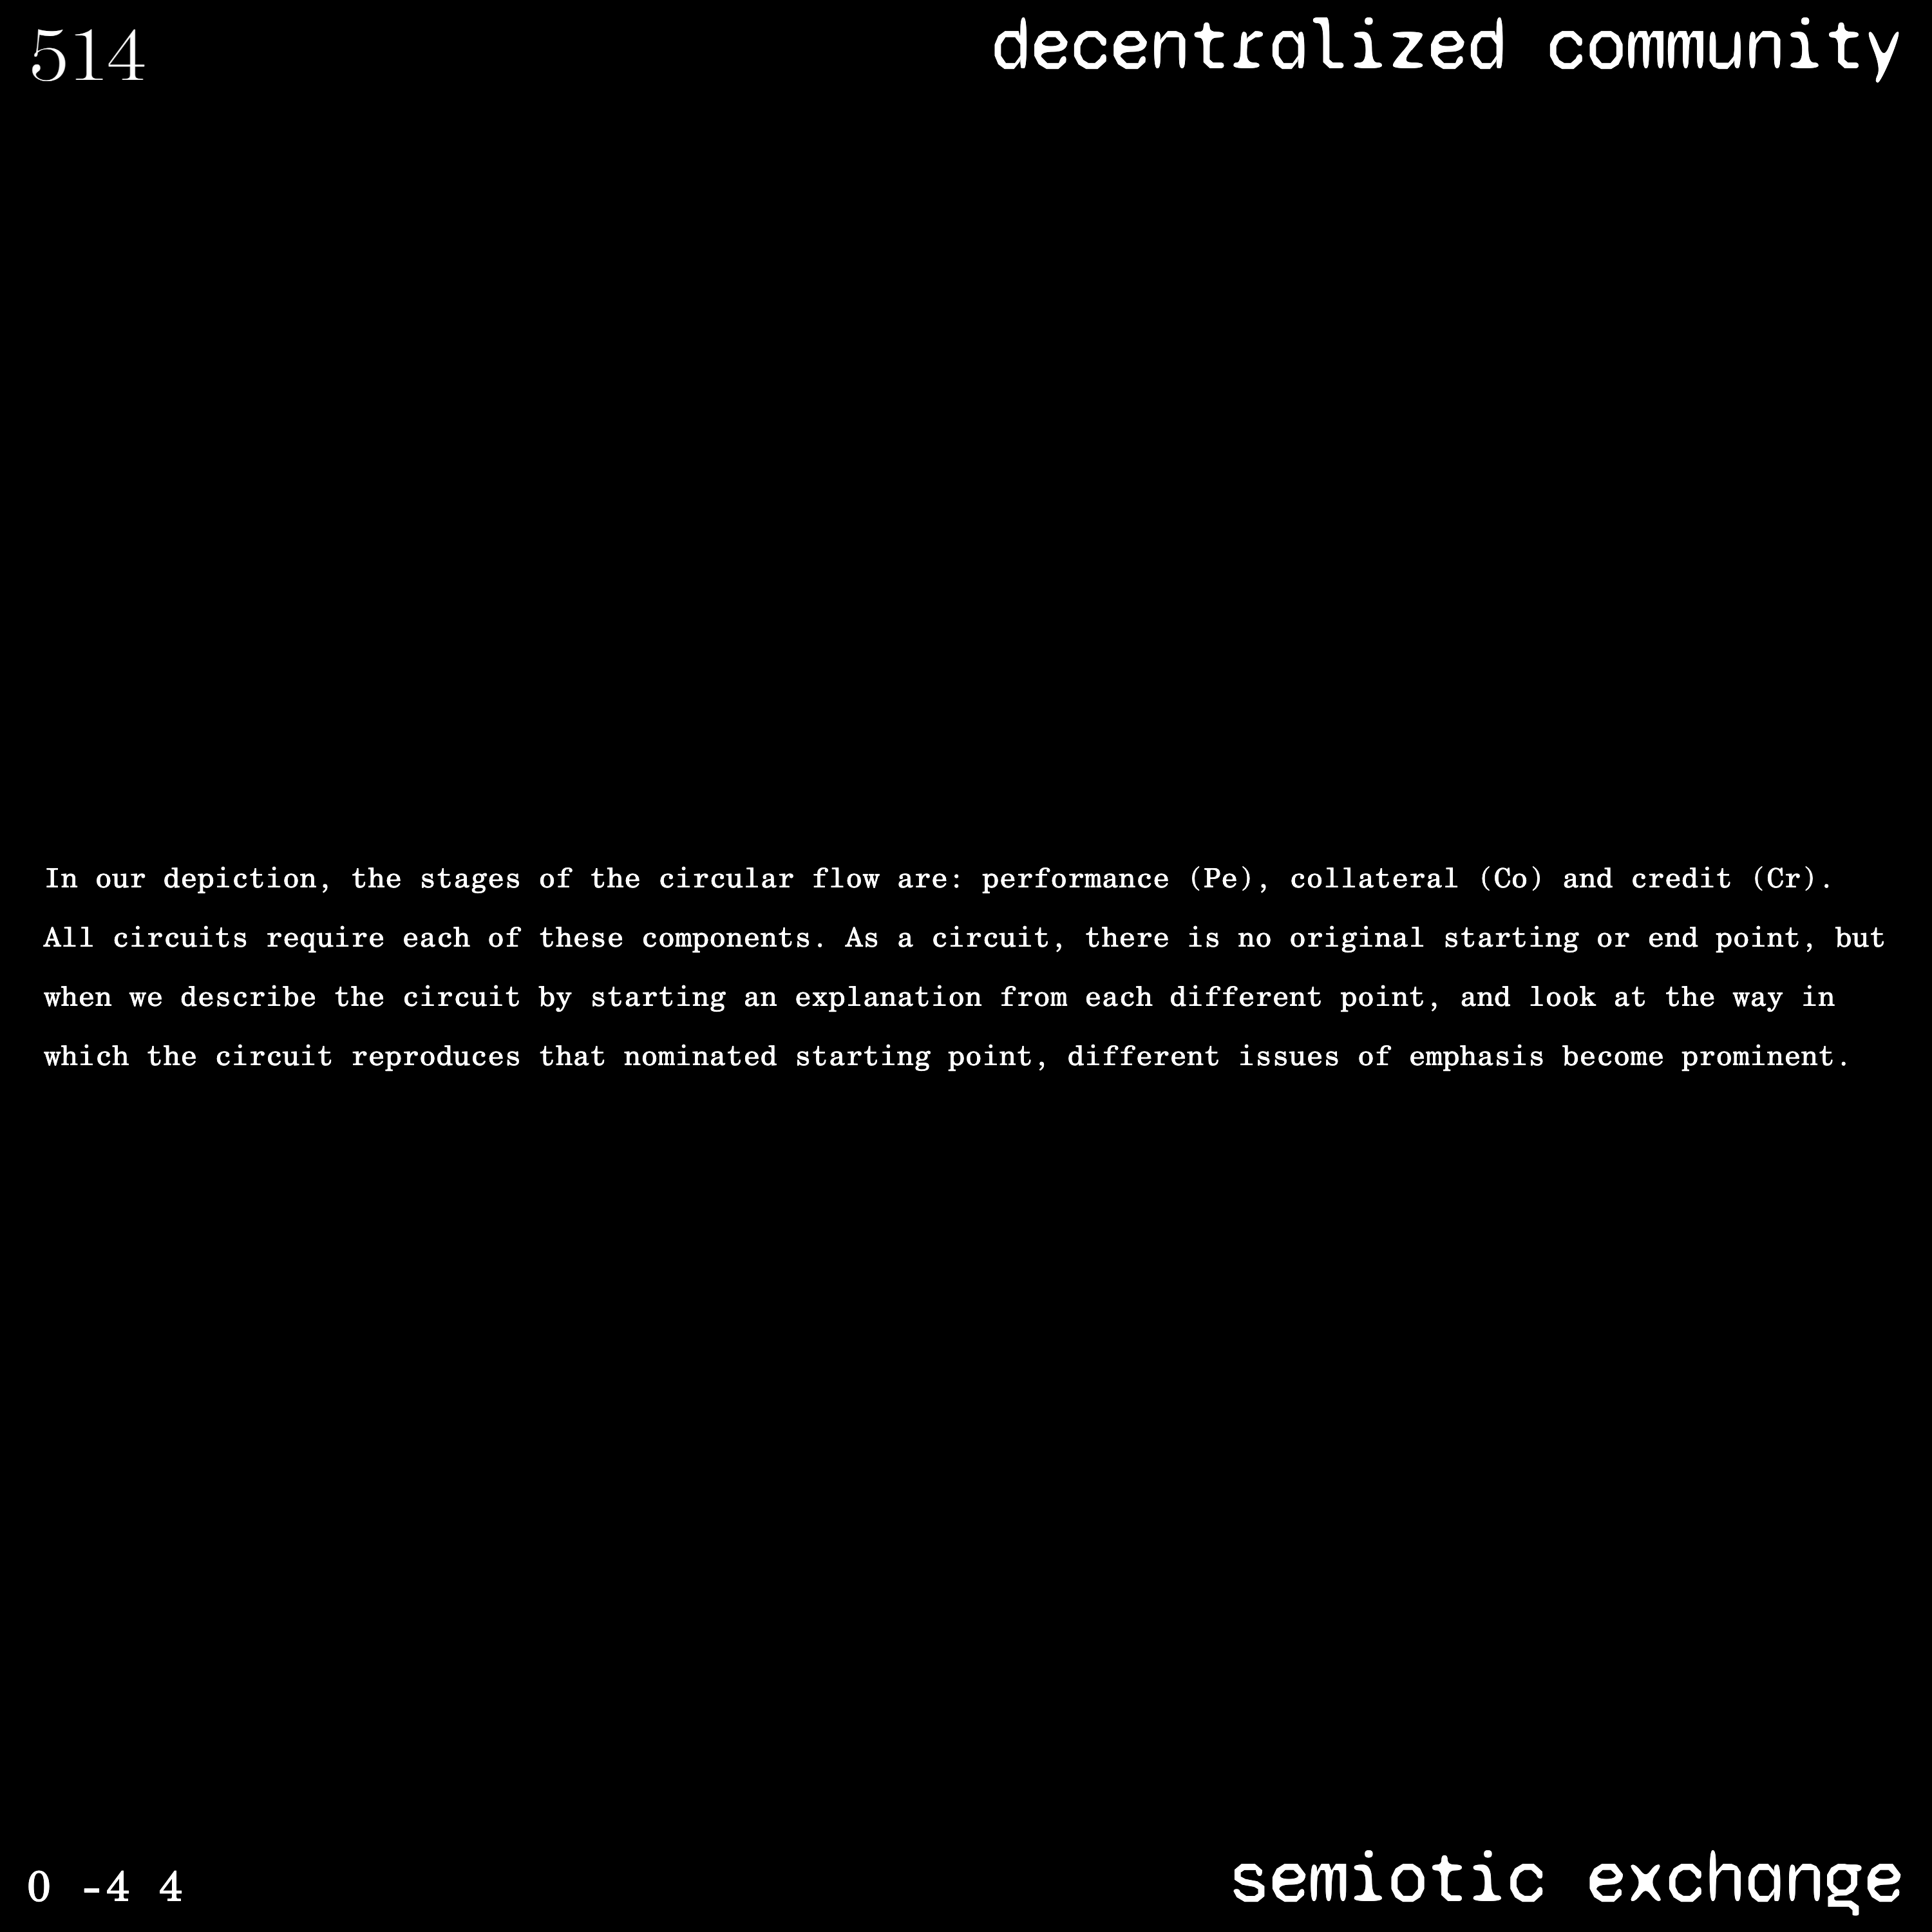 514
decentralized community
In our depiction, the stages of the circular flow are: performance (Pe), collateral (Co) and credit (Cr).
All circuits require each of these components. As a circuit, there is no original starting or end point, but
when we describe the circuit by starting an explanation from each different point, and look at the way in
which the circuit reproduces that nominated starting point, different issues of emphasis become prominent.
0 -4 4
semiotic exchange